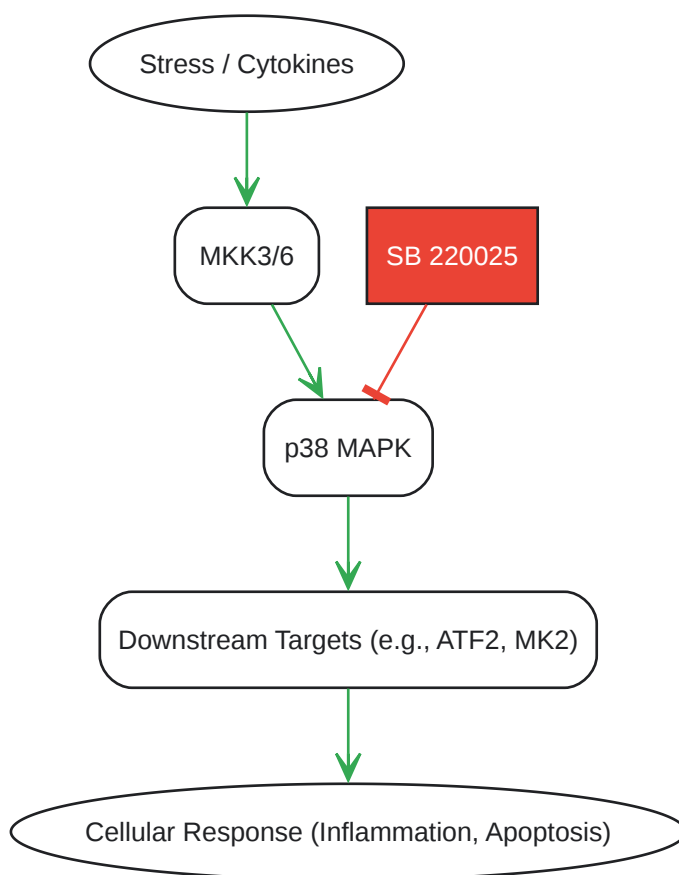 Stress / Cytokines
MKK3/6
SB 220025
p38 MAPK
Downstream Targets (e.g., ATF2, MK2)
Cellular Response (Inflammation, Apoptosis)